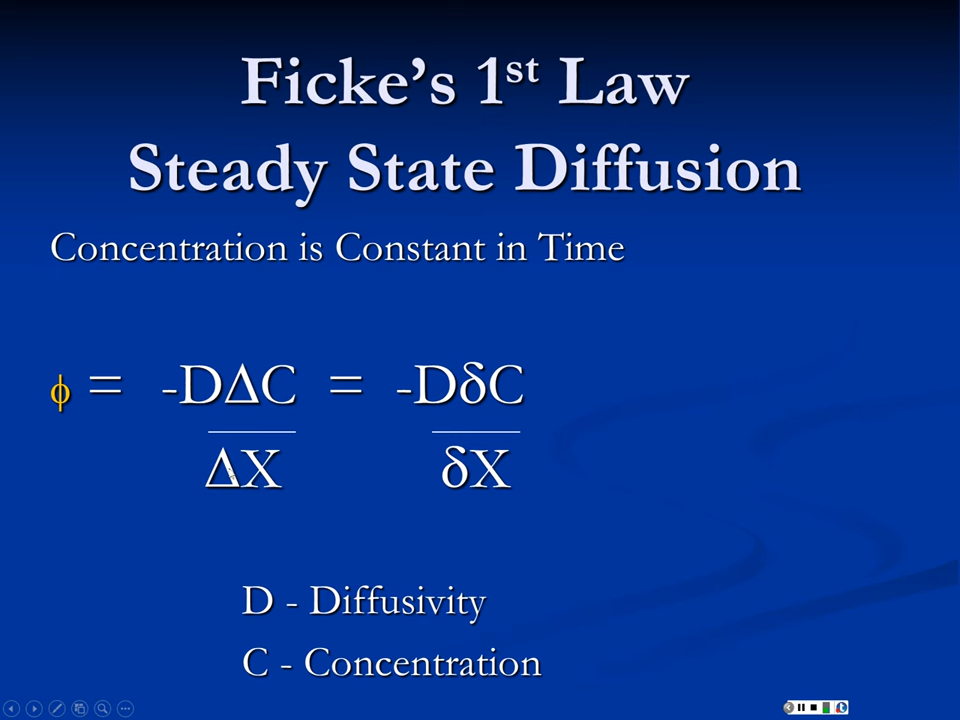 Ficke’s 1st Law
Steady State Diffusion
Concentration is Constant in Time
ϕ = -DΔC = -DδC
ΔX δX
D - Diffusivity
C - Concentration